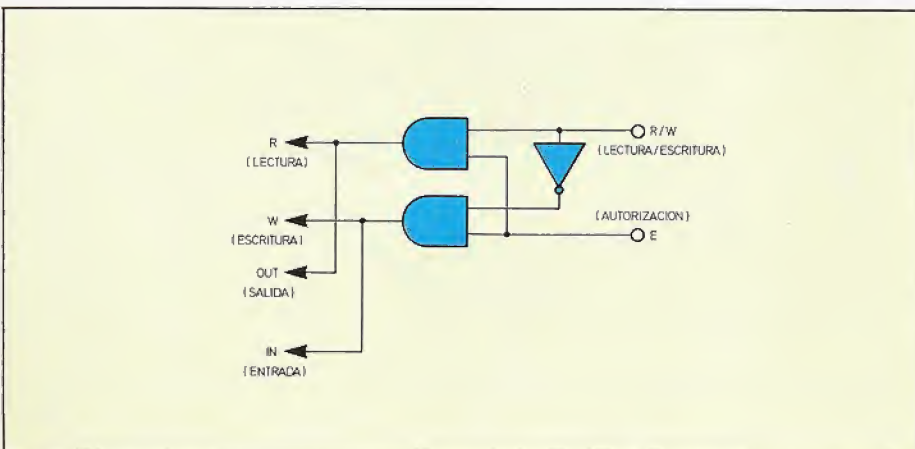 R
(LECTURA)
W
(ESCRITURA)
OUT
(SALIDA)
IN
(ENTRADA)
R/W
(LECTURA/ESCRITURA)
(AUTORIZACION)
E